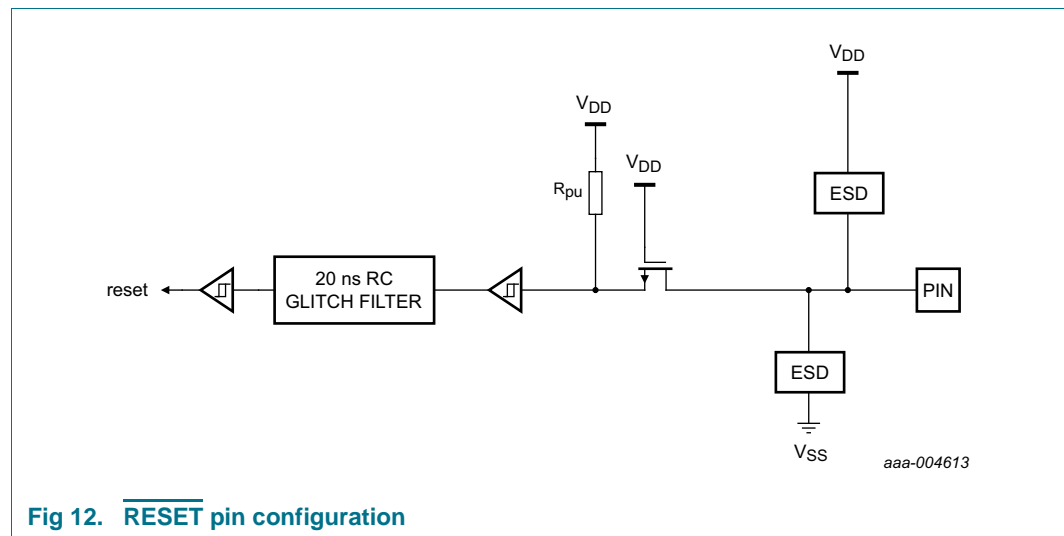 VDD
VDD
VDD
Rpu
ESD
reset
20 ns RC
GLITCH FILTER
PIN
ESD
VSS
aaa-004613
Fig 12. RESET pin configuration